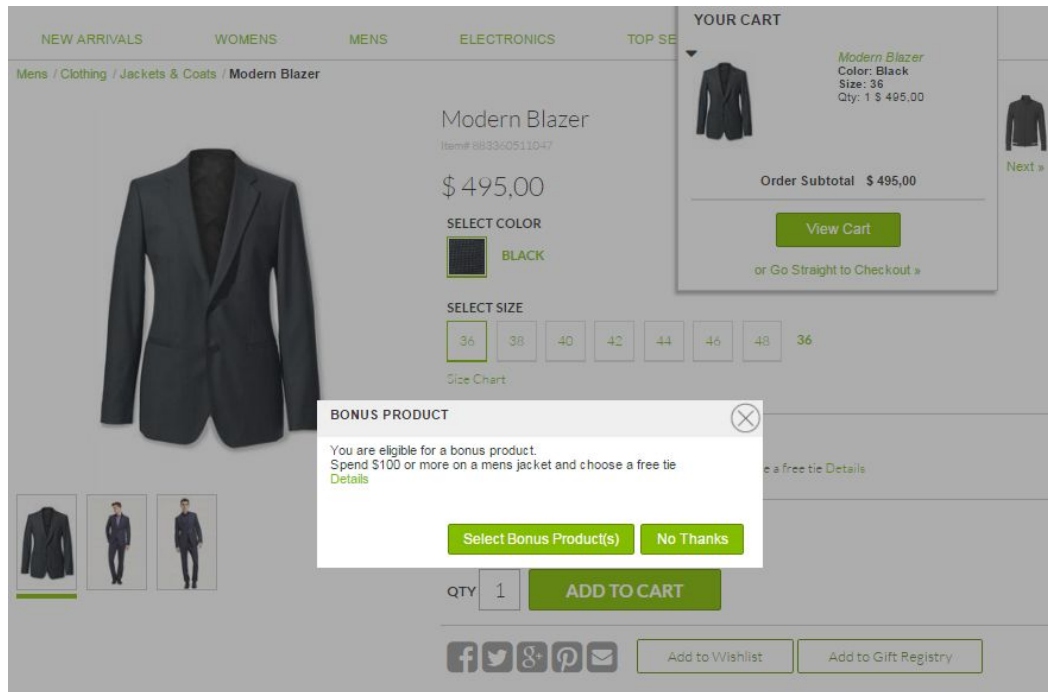 NEW ARRIVALS WOMENS MENS ELECTRONICS TOP SE
YOUR CART
Modern Blazer
Color: Black
Size: 36
Qty: 1 $ 495,00
Order Subtotal $ 495,00
View Cart
or Go Straight to Checkout »
Next »
Mens / Clothing / Jackets & Coats / Modern Blazer
Modern Blazer
Item# 683360511047
$ 495,00
SELECT COLOR
BLACK
SELECT SIZE
36 38 40 42 44 46 48 36
Size Chart
BONUS PRODUCT
You are eligible for a bonus product.
Spend $100 or more on a mens jacket and choose a free tie
Details
Select Bonus Product(s) No Thanks
e a free tie Details
QTY 1 ADD TO CART
Add to Wishlist Add to Gift Registry